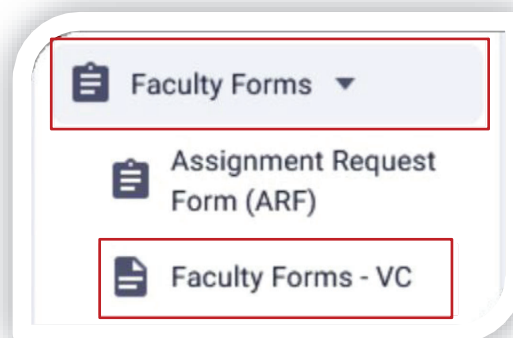 Faculty Forms
Assignment Request
Form (ARF)
Faculty Forms - VC